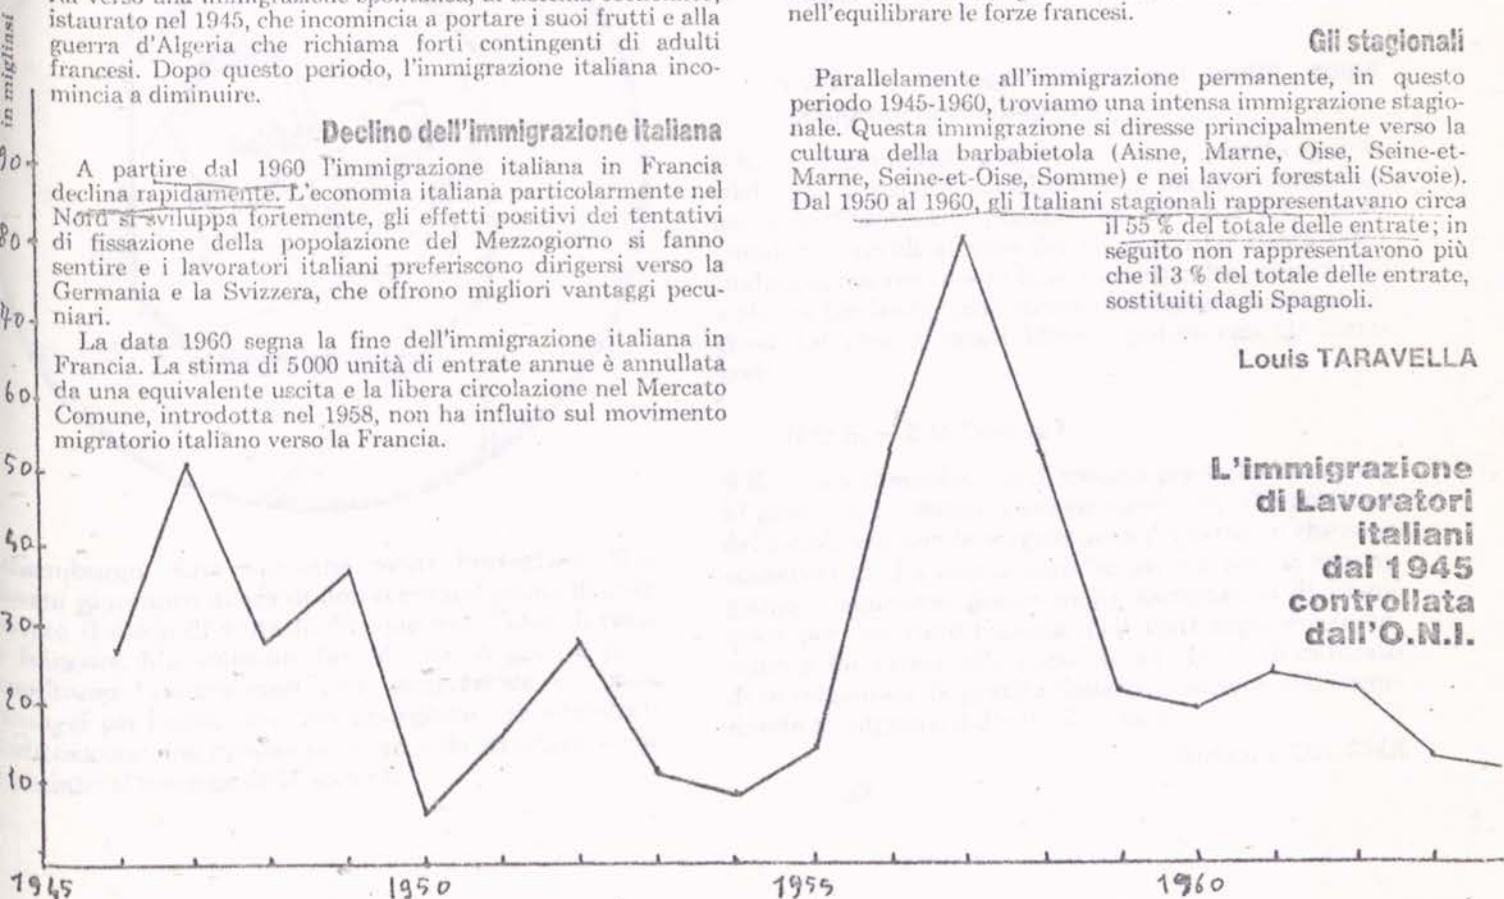 istaurato nel 1945, che incomincia a portare i suoi frutti e alla
guerra d'Algeria che richiama forti contingenti di adulti
francesi. Dopo questo periodo, l'immigrazione italiana inco-
mincia a diminuire.
Declino dell'immigrazione italiana
A partire dal 1960 l'immigrazione italiana in Francia
declina rapidamente. L'economia italiana particolarmente nel
Nord si sviluppa fortemente, gli effetti positivi dei tentativi
di fissazione della popolazione del Mezzogiorno si fanno
sentire e i lavoratori italiani preferiscono dirigersi verso la
Germania e la Svizzera, che offrono migliori vantaggi pecu-
niari.
La data 1960 segna la fine dell'immigrazione italiana in
Francia. La stima di 5000 unità di entrate annue è annullata
da una equivalente uscita e la libera circolazione nel Mercato
Comune, introdotta nel 1958, non ha influito sul movimento
migratorio italiano verso la Francia.
nell'equilibrare le forze francesi.
Gli stagionali
Parallelamente all'immigrazione permanente, in questo
periodo 1945-1960, troviamo una intensa immigrazione stagio-
nale. Questa immigrazione si diresse principalmente verso la
cultura della barbabietola (Aisne, Marne, Oise, Seine-et-
Marne, Seine-et-Oise, Somme) e nei lavori forestali (Savoie).
Dal 1950 al 1960, gli Italiani stagionali rappresentavano circa
il 55 % del totale delle entrate; in
seguito non rappresentarono più
che il 3 % del totale delle entrate,
sostituiti dagli Spagnoli.
Louis TARAVELLA
L'immigrazione
di Lavoratori
italiani
dal 1945
controllata
dall'O.N.I.
in migliasi
90
80
40
60
50
40
30
20
10
1945
1950
1955
1960